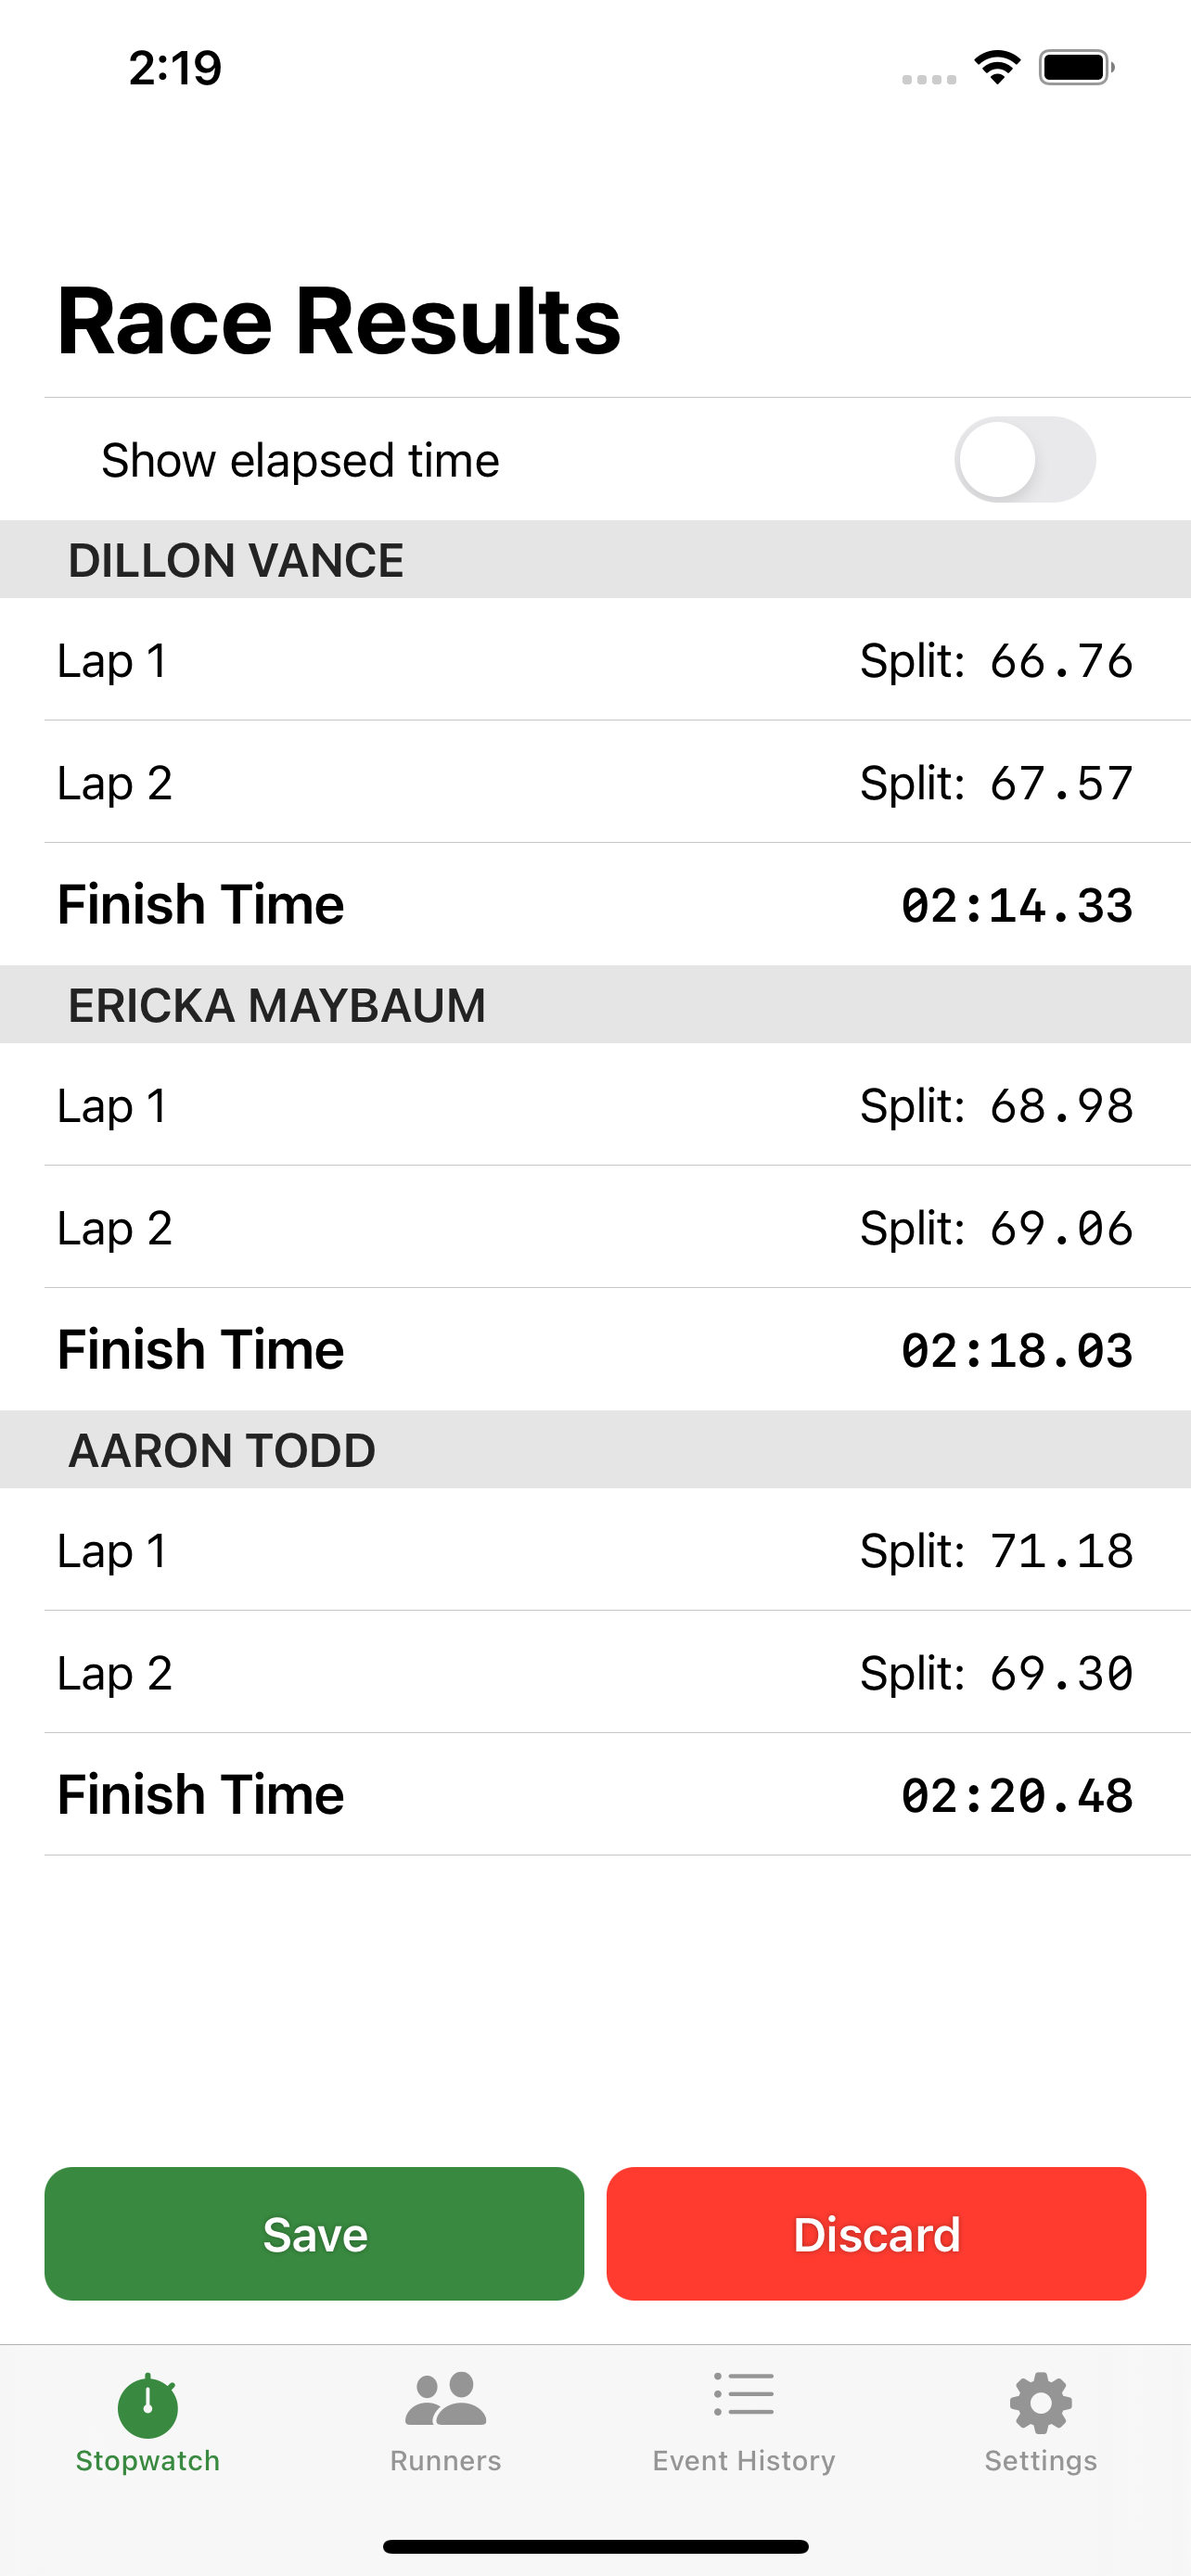 2:19
Race Results
Show elapsed time
DILLON VANCE
Lap 1 Split: 66.76
Lap 2 Split: 67.57
Finish Time 02:14.33
ERICKA MAYBAUM
Lap 1 Split: 68.98
Lap 2 Split: 69.06
Finish Time 02:18.03
AARON TODD
Lap 1 Split: 71.18
Lap 2 Split: 69.30
Finish Time 02:20.48
Save Discard
Stopwatch Runners Event History Settings